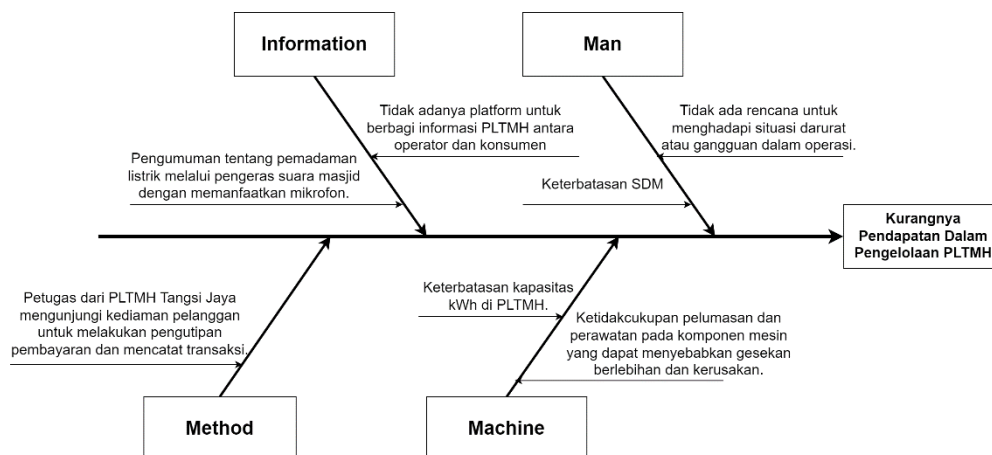 Information
Man
Tidak adanya platform untuk
berbagi informasi PLTMH antara
operator dan konsumen
Tidak ada rencana untuk
menghadapi situasi darurat
atau gangguan dalam operasi.
Pengumuman tentang pemadaman
listrik melalui pengeras suara masjid
dengan memanfaatkan mikrofon.
Keterbatasan SDM
Kurangnya
Pendapatan Dalam
Pengelolaan PLTMH
Petugas dari PLTMH Tangsi Jaya
mengunjungi kediaman pelanggan
untuk melakukan pengutipan
pembayaran dan mencatat transaksi.
Keterbatasan kapasitas
kWh di PLTMH.
Ketidakcukupan pelumasan dan
perawatan pada komponen mesin
yang dapat menyebabkan gesekan
berlebihan dan kerusakan.
Method
Machine